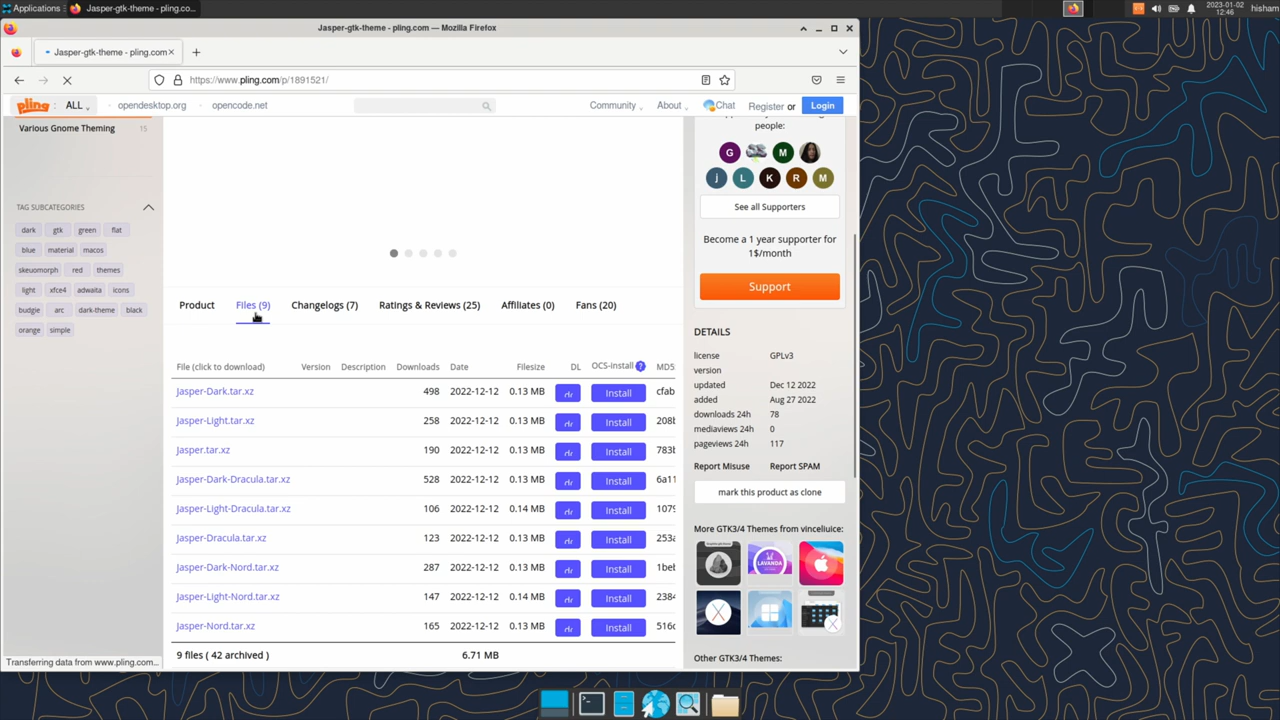 Applications
Jasper-gtk-theme - pling.co...
2023-01-02
12:46
hisham
Jasper-gtk-theme - pling.com — Mozilla Firefox
Jasper-gtk-theme - pling.com
https://www.pling.com/p/1891521/
pling
ALL
opendesktop.org
opencode.net
Community
About
Chat
Register or
Login
Various Gnome Theming 15
TAG SUBCATEGORIES
dark gtk green flat
blue material macos
skeuomorph red themes
light xfce4 adwaita icons
budgie arc dark-theme black
orange simple
Product
Files (9)
Changelogs (7)
Ratings & Reviews (25)
Affiliates (0)
Fans (20)
File (click to download) Version Description Downloads Date Filesize DL OCS-install ? MD5
Jasper-Dark.tar.xz 498 2022-12-12 0.13 MB Install cfab
Jasper-Light.tar.xz 258 2022-12-12 0.13 MB Install 208b
Jasper.tar.xz 190 2022-12-12 0.13 MB Install 783b
Jasper-Dark-Dracula.tar.xz 528 2022-12-12 0.13 MB Install 6a11
Jasper-Light-Dracula.tar.xz 106 2022-12-12 0.14 MB Install 1079
Jasper-Dracula.tar.xz 123 2022-12-12 0.13 MB Install 253a
Jasper-Dark-Nord.tar.xz 287 2022-12-12 0.13 MB Install 1beb
Jasper-Light-Nord.tar.xz 147 2022-12-12 0.14 MB Install 2384
Jasper-Nord.tar.xz 165 2022-12-12 0.13 MB Install 516c
9 files ( 42 archived ) 6.71 MB
people:
G M
j L K R M
See all Supporters
Become a 1 year supporter for
1$/month
Support
DETAILS
license GPLv3
version
updated Dec 12 2022
added Aug 27 2022
downloads 24h 78
mediaviews 24h 0
pageviews 24h 117
Report Misuse Report SPAM
mark this product as clone
More GTK3/4 Themes from vinceliuice:
LAVANDA
Other GTK3/4 Themes:
Transferring data from www.pling.com...